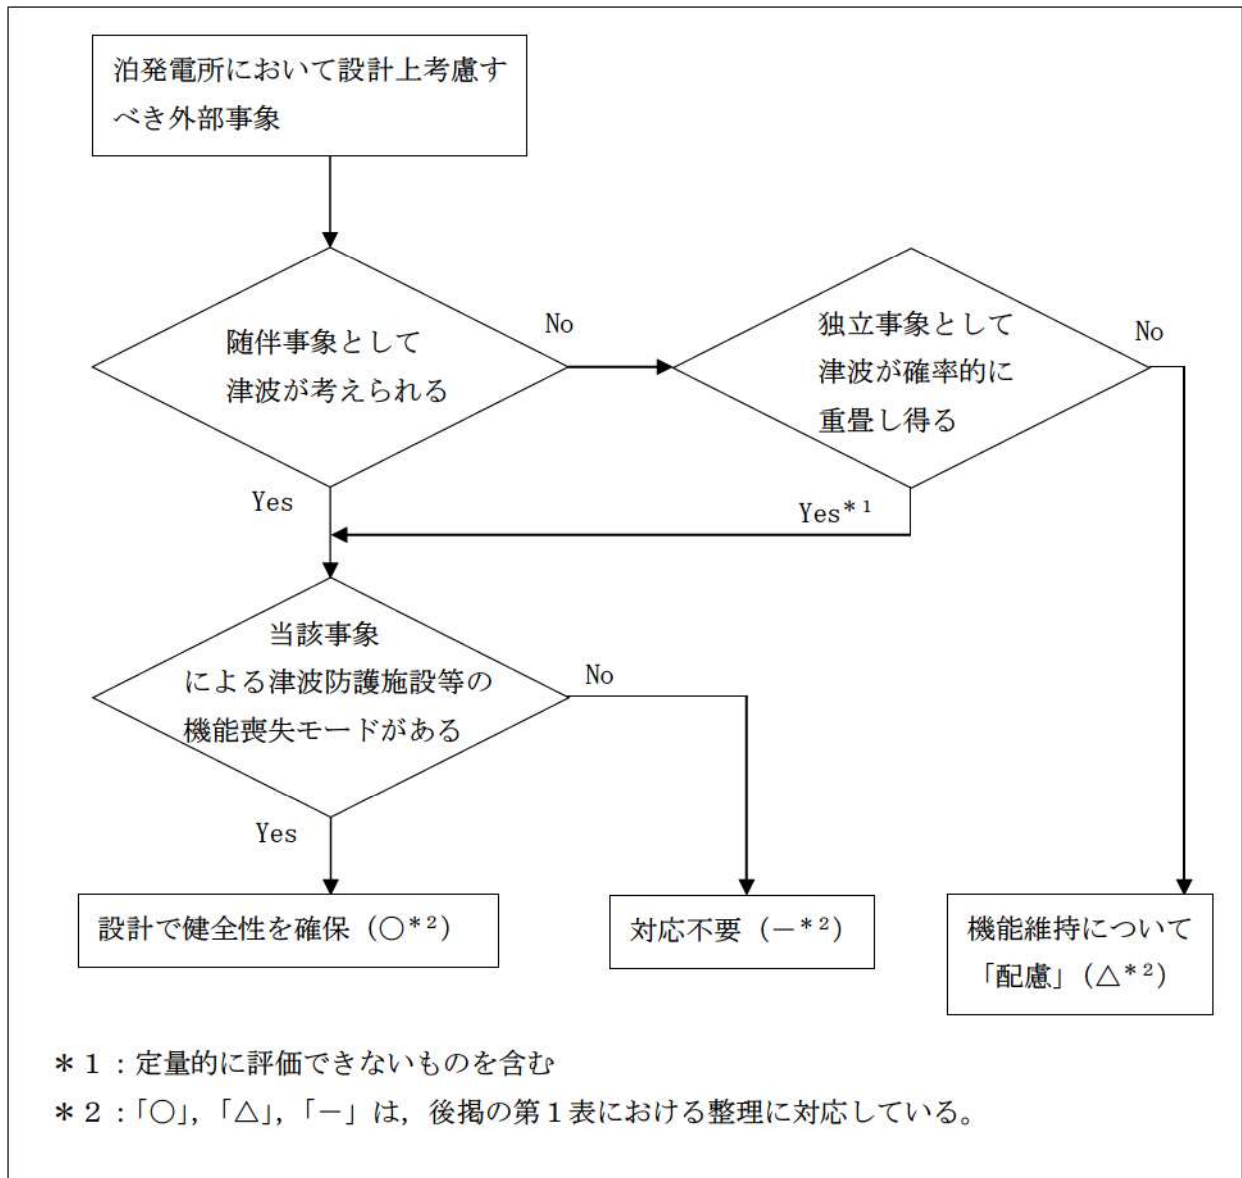 泊発電所において設計上考慮す
べき外部事象
随伴事象として
津波が考えられる
No
独立事象として
津波が確率的に
重畳し得る
No
Yes
Yes*¹
当該事象
による津波防護施設等の
機能喪失モードがある
No
Yes
設計で健全性を確保（○*²）
対応不要（－*²）
機能維持について
「配慮」（△*²）
＊１：定量的に評価できないものを含む
＊２：「○」，「△」，「－」は，後掲の第１表における整理に対応している。